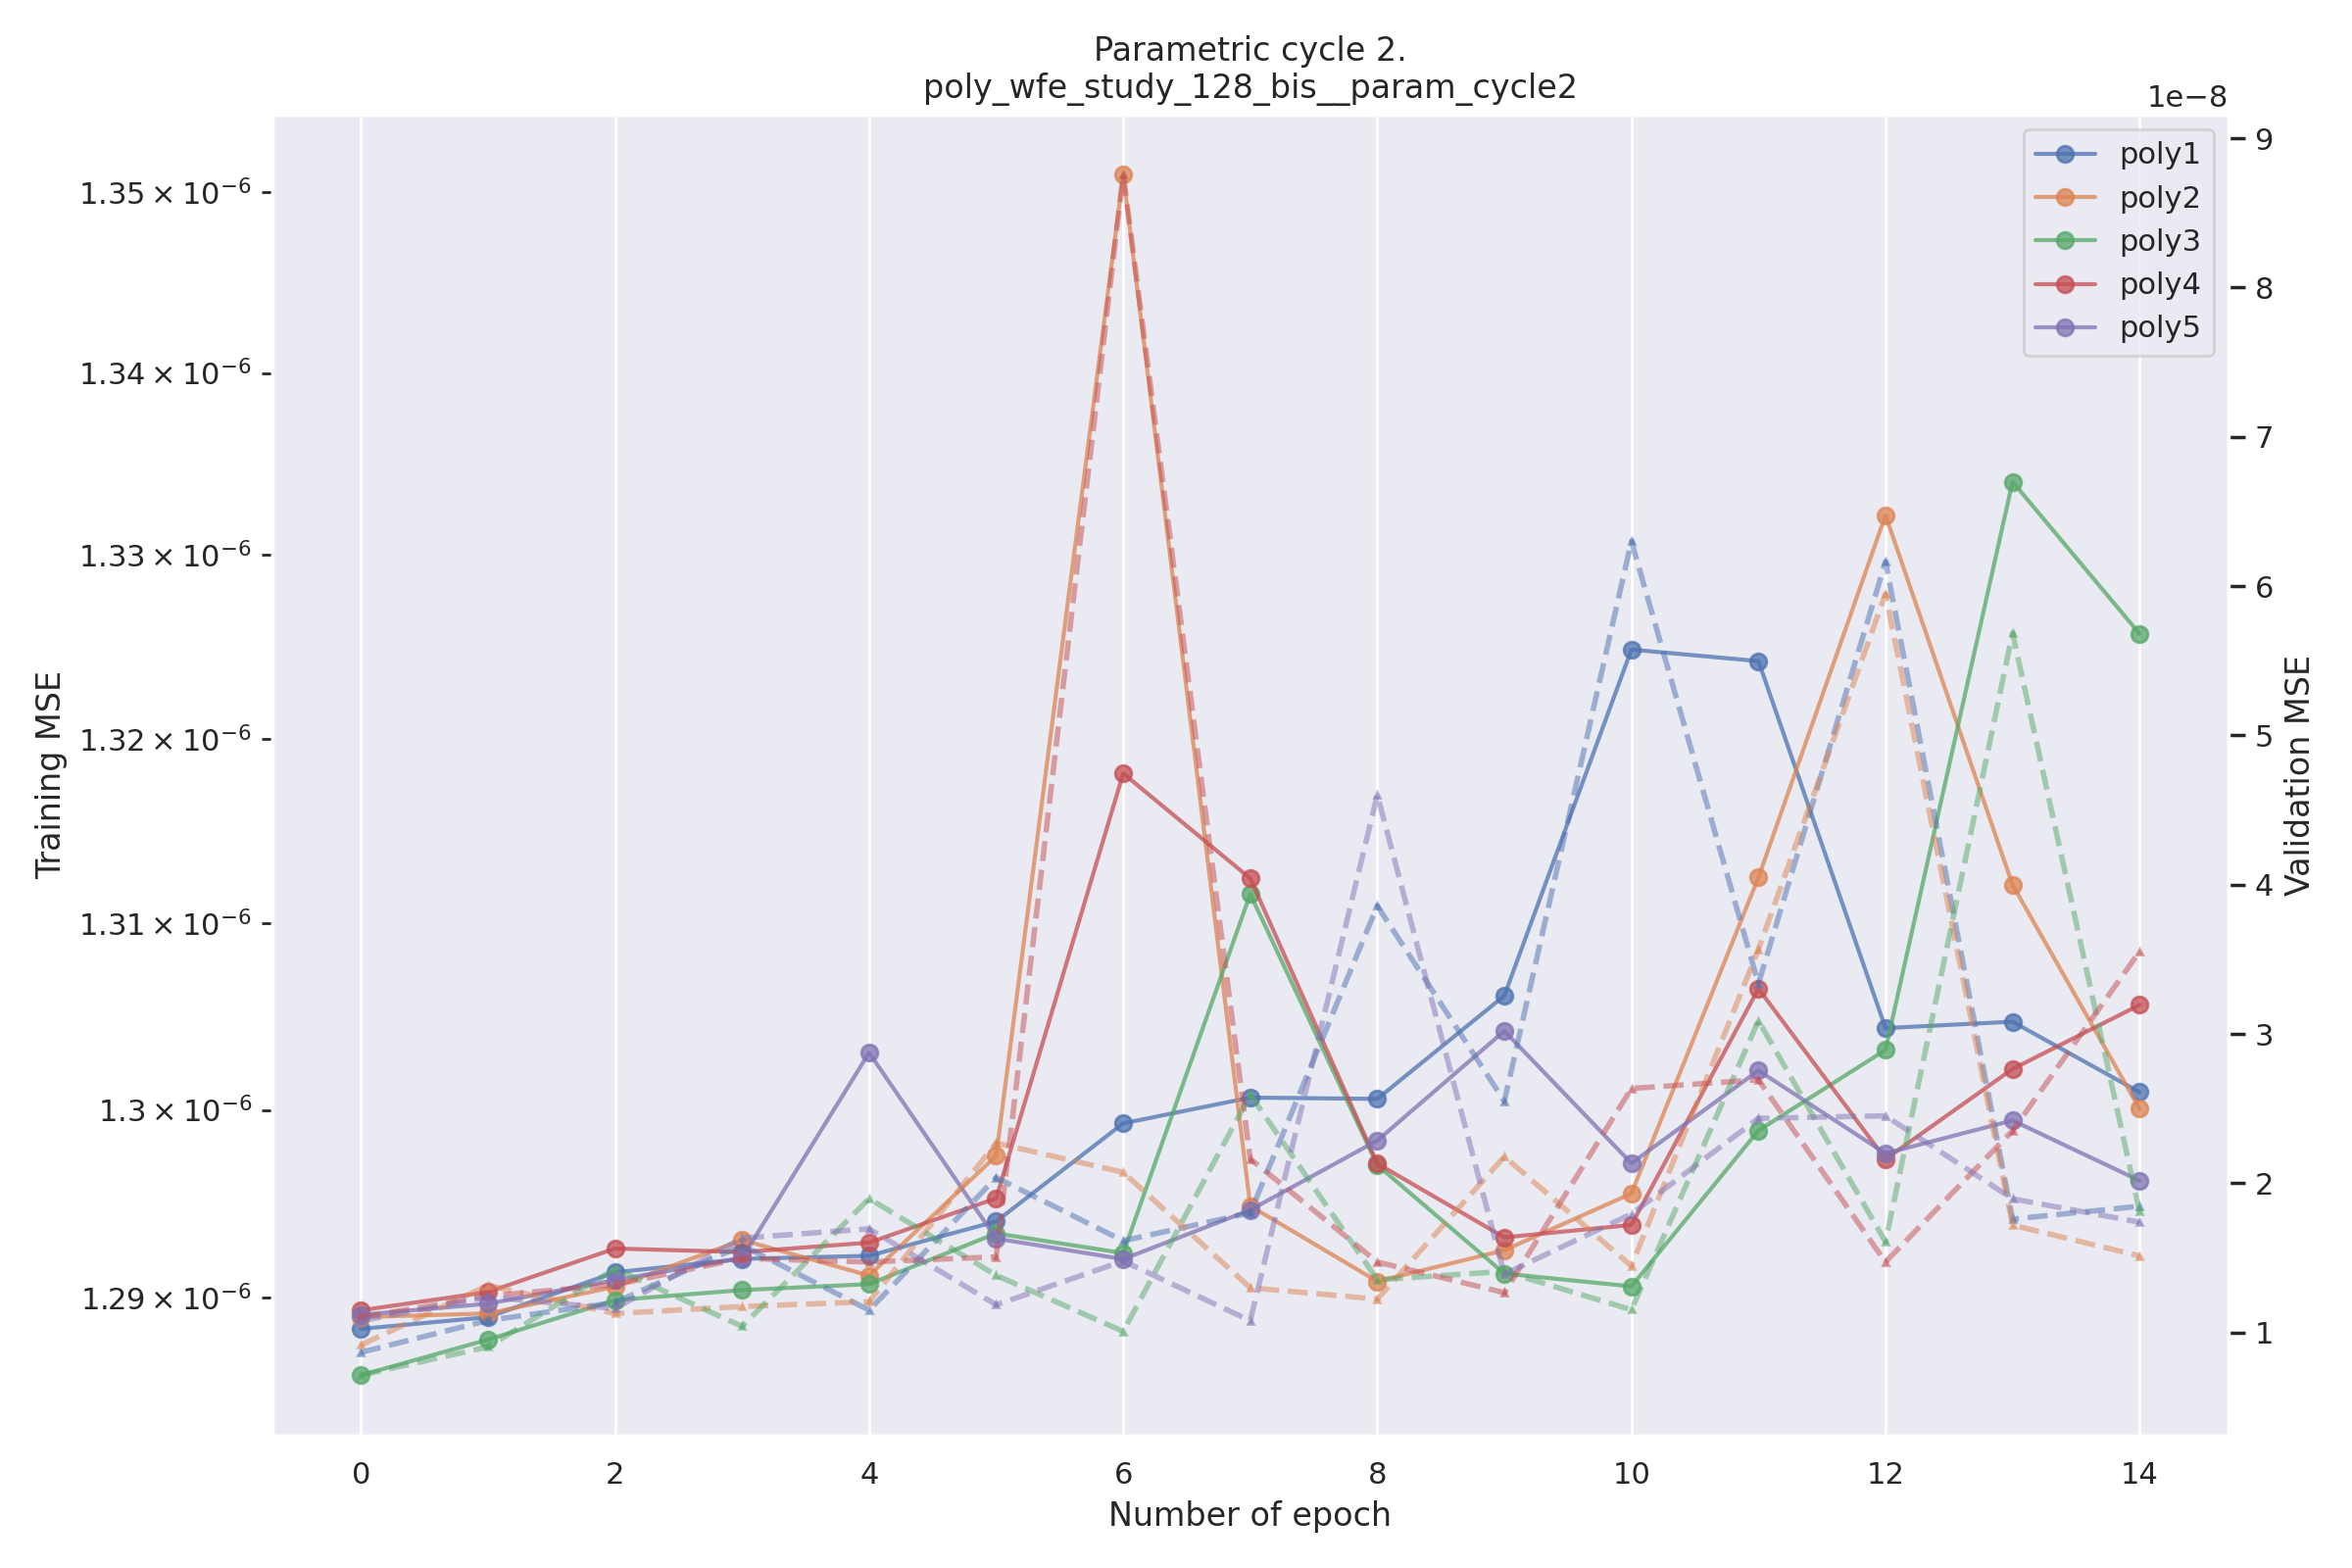 Parametric cycle 2.
poly_wfe_study_128_bis__param_cycle2
1e−8
1.35 × 10⁻⁶
1.34 × 10⁻⁶
1.33 × 10⁻⁶
1.32 × 10⁻⁶
1.31 × 10⁻⁶
1.3 × 10⁻⁶
1.29 × 10⁻⁶
Training MSE
poly1
poly2
poly3
poly4
poly5
9
8
7
6
5
4
3
2
1
Validation MSE
0 2 4 6 8 10 12 14
Number of epoch